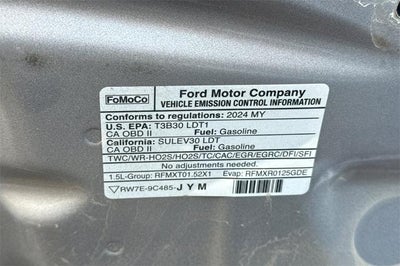 FoMoCo
Ford Motor Company
VEHICLE EMISSION CONTROL INFORMATION
Conforms to regulations: 2024 MY
U.S. EPA: T3B30 LDT1
CA OBD II Fuel: Gasoline
California: SULEV30 LDT
CA OBD II Fuel: Gasoline
TWC/WR-HO2S/HO2S/TC/CAC/EGR/EGRC/DFI/SFI
No adjustments needed.
1.5L-Group: RFMXT01.52X1 Evap: RFMXR0125GDE
RW7E-9C485-JYM